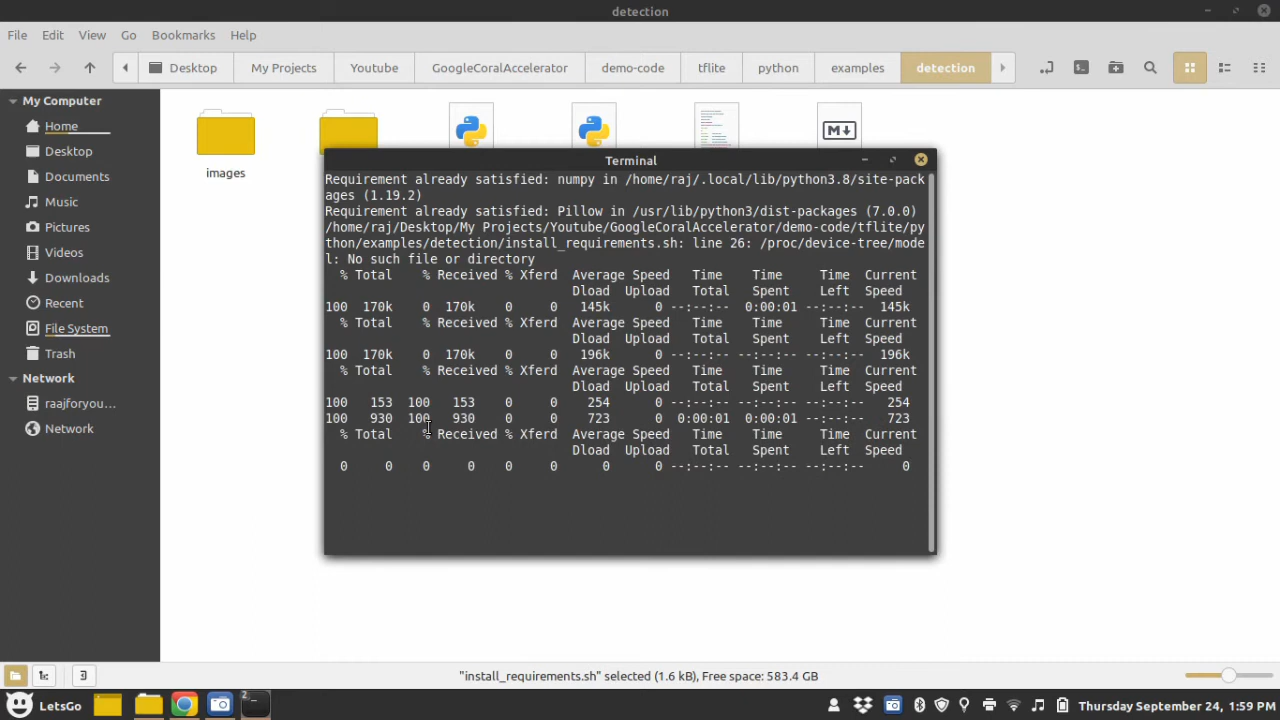 detection
File Edit View Go Bookmarks Help
Desktop My Projects Youtube GoogleCoralAccelerator demo-code tflite python examples detection
My Computer
Home
Desktop
Documents
Music
Pictures
Videos
Downloads
Recent
File System
Trash
Network
raajforyou...
Network
images
M
Terminal
Requirement already satisfied: numpy in /home/raj/.local/lib/python3.8/site-pack
ages (1.19.2)
Requirement already satisfied: Pillow in /usr/lib/python3/dist-packages (7.0.0)
/home/raj/Desktop/My Projects/Youtube/GoogleCoralAccelerator/demo-code/tflite/py
thon/examples/detection/install_requirements.sh: line 26: /proc/device-tree/mode
l: No such file or directory
% Total % Received % Xferd Average Speed Time Time Time Current
Dload Upload Total Spent Left Speed
100 170k 0 170k 0 0 145k 0 --:--:-- 0:00:01 --:--:-- 145k
% Total % Received % Xferd Average Speed Time Time Time Current
Dload Upload Total Spent Left Speed
100 170k 0 170k 0 0 196k 0 --:--:-- --:--:-- --:--:-- 196k
% Total % Received % Xferd Average Speed Time Time Time Current
Dload Upload Total Spent Left Speed
100 153 100 153 0 0 254 0 --:--:-- --:--:-- --:--:-- 254
100 930 100 930 0 0 723 0 0:00:01 0:00:01 --:--:-- 723
% Total % Received % Xferd Average Speed Time Time Time Current
Dload Upload Total Spent Left Speed
0 0 0 0 0 0 0 0 --:--:-- --:--:-- --:--:-- 0
"install_requirements.sh" selected (1.6 kB), Free space: 583.4 GB
LetsGo 2 Thursday September 24, 1:59 PM